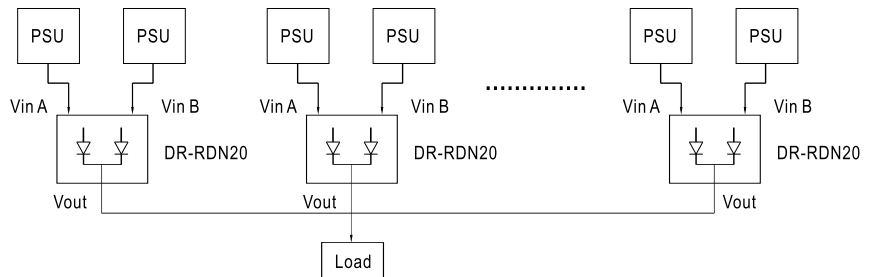 PSU PSU PSU PSU PSU PSU
Vin A Vin B Vin A Vin B Vin A Vin B
DR-RDN20 DR-RDN20 DR-RDN20
Vout Vout Vout
Load